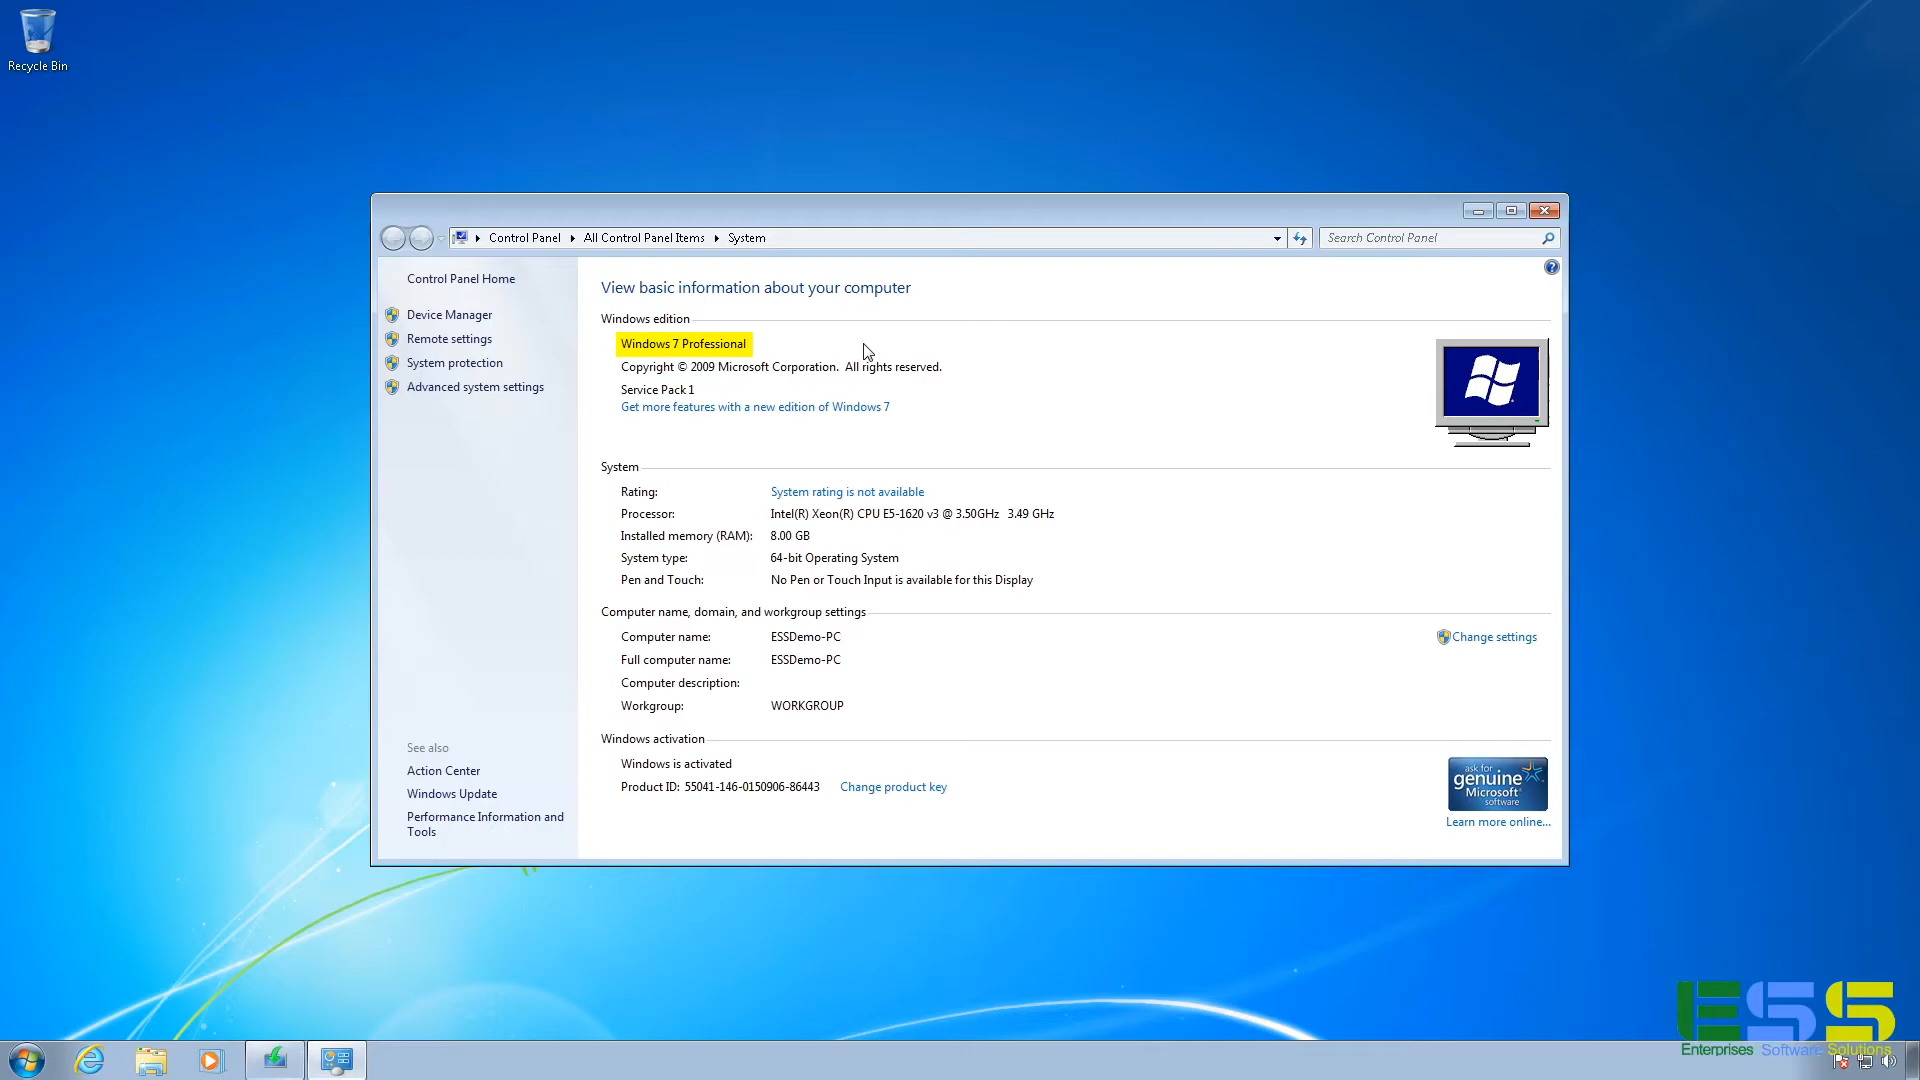 Recycle Bin
Control Panel
All Control Panel Items
System
Search Control Panel
Control Panel Home
Device Manager
Remote settings
System protection
Advanced system settings
See also
Action Center
Windows Update
Performance Information and
Tools
View basic information about your computer
Windows edition
Windows 7 Professional
Copyright © 2009 Microsoft Corporation. All rights reserved.
Service Pack 1
Get more features with a new edition of Windows 7
System
Rating: System rating is not available
Processor: Intel(R) Xeon(R) CPU E5-1620 v3 @ 3.50GHz 3.49 GHz
Installed memory (RAM): 8.00 GB
System type: 64-bit Operating System
Pen and Touch: No Pen or Touch Input is available for this Display
Computer name, domain, and workgroup settings
Computer name: ESSDemo-PC
Change settings
Full computer name: ESSDemo-PC
Computer description:
Workgroup: WORKGROUP
Windows activation
Windows is activated
Product ID: 55041-146-0150906-86443 Change product key
ask for
genuine
Microsoft
software
Learn more online...
ESS
Enterprises Software Solutions